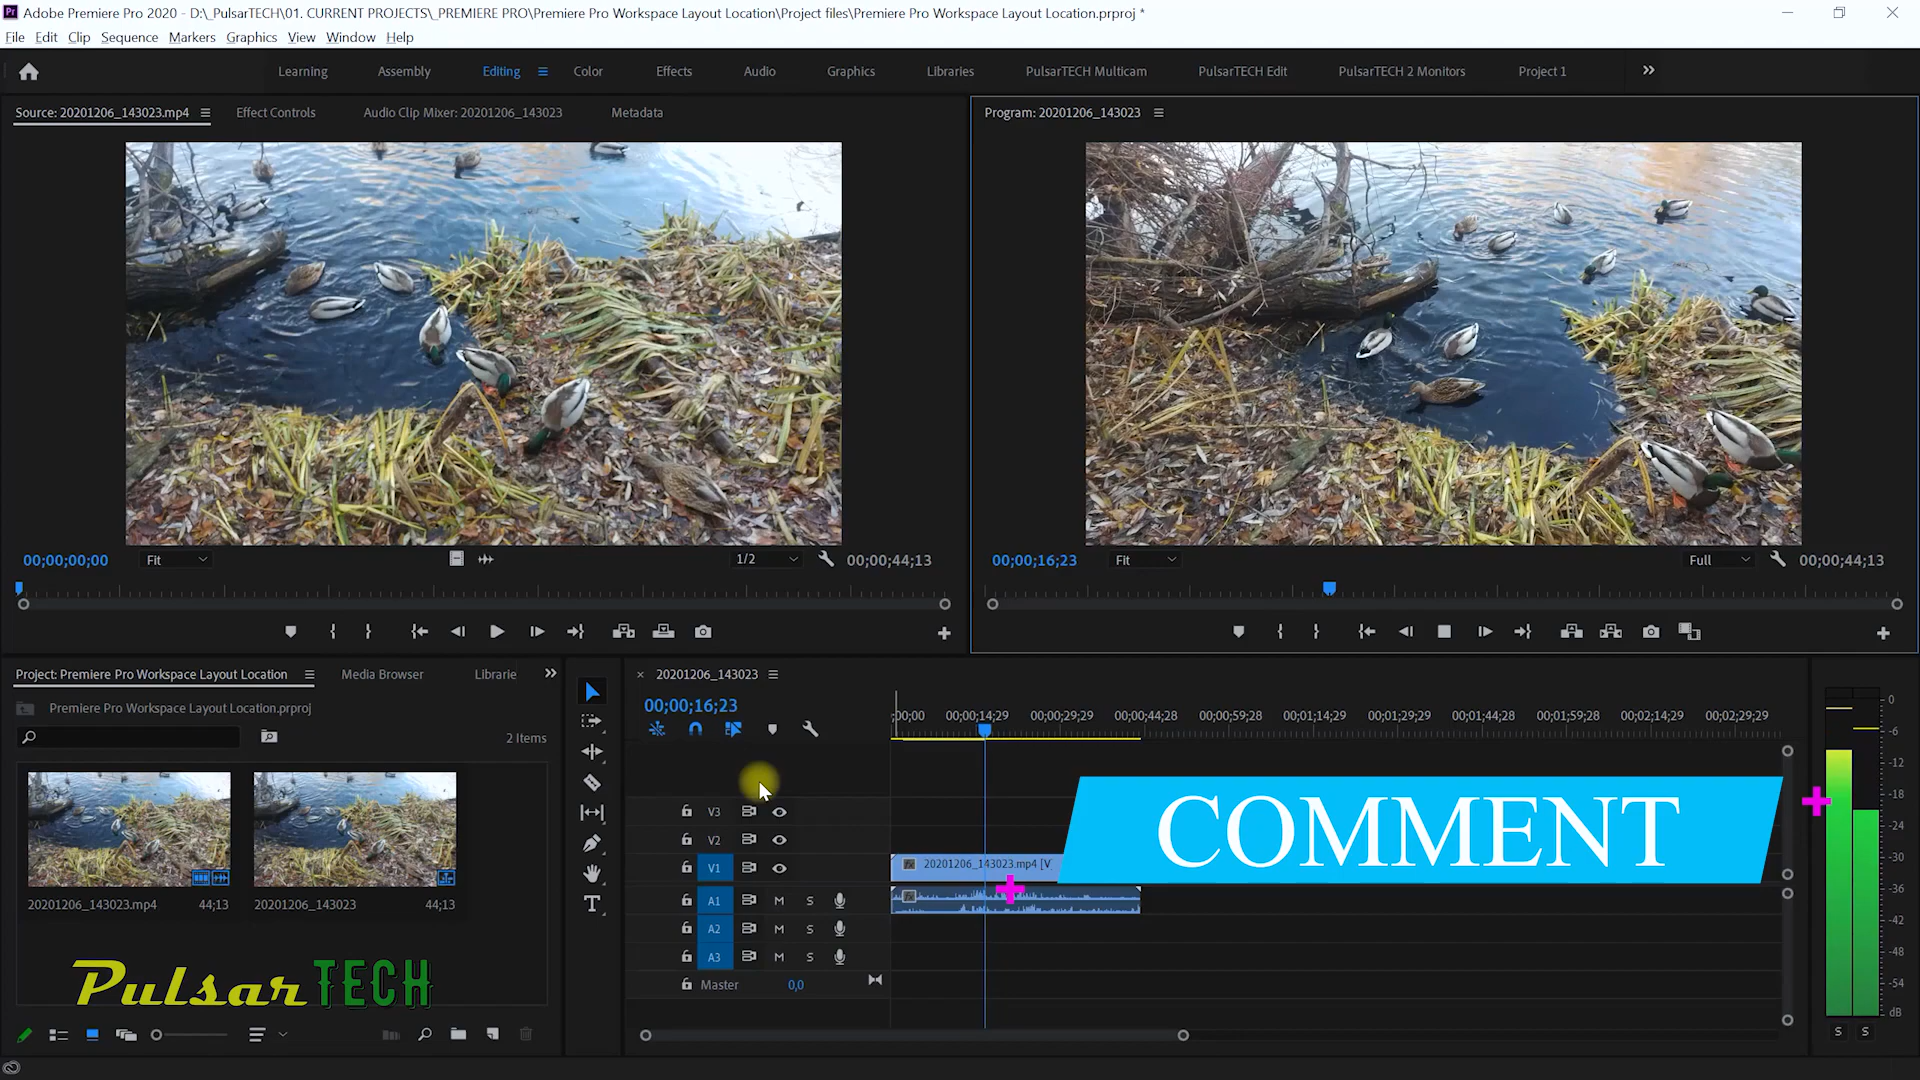 Adobe Premiere Pro 2020 - D:\_PulsarTECH\01. CURRENT PROJECTS\_PREMIERE PRO\Premiere Pro Workspace Layout Location\Project files\Premiere Pro Workspace Layout Location.prproj *
File Edit Clip Sequence Markers Graphics View Window Help
Learning Assembly Editing Color Effects Audio Graphics Libraries PulsarTECH Multicam PulsarTECH Edit PulsarTECH 2 Monitors Project 1
Source: 20201206_143023.mp4 Effect Controls Audio Clip Mixer: 20201206_143023 Metadata
Program: 20201206_143023
00;00;00;00 Fit 1/2 00;00;44;13
00;00;16;23 Fit Full 00;00;44;13
Project: Premiere Pro Workspace Layout Location Media Browser Librarie
Premiere Pro Workspace Layout Location.prproj
2 Items
20201206_143023.mp4 44;13
20201206_143023 44;13
PulsarTECH
20201206_143023
00;00;16;23
;00;00 00;00;14;29 00;00;29;29 00;00;44;28 00;00;59;28 00;01;14;29 00;01;29;29 00;01;44;28 00;01;59;28 00;02;14;29 00;02;29;29
V3
V2
V1
20201206_143023.mp4 [V]
A1 M S
A2 M S
A3 M S
Master 0,0
COMMENT
0
-6
-12
-18
-24
-30
-36
-42
-48
-54
dB
S S